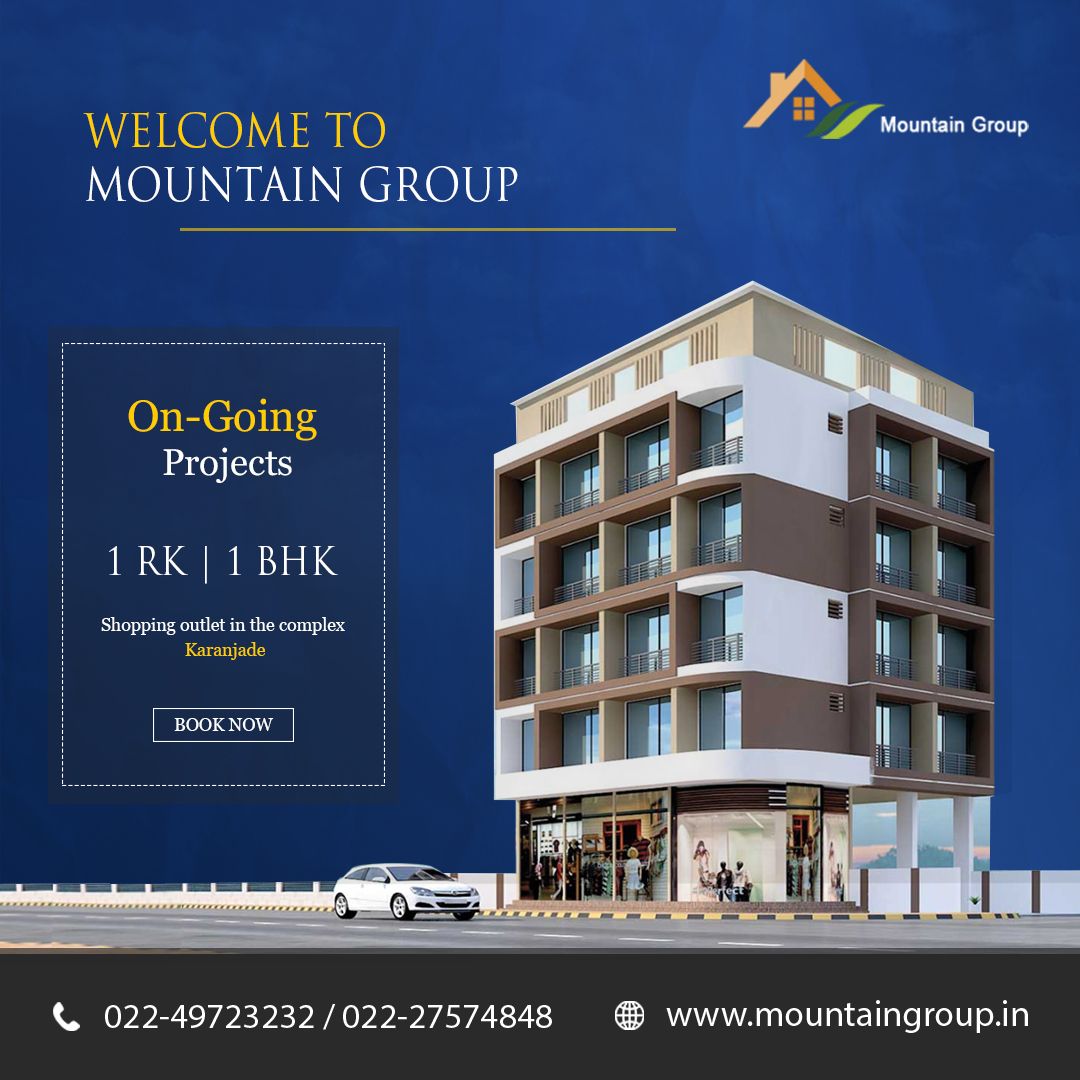 Mountain Group
WELCOME TO
MOUNTAIN GROUP
On-Going
Projects
1 RK | 1 BHK
Shopping outlet in the complex
Karanjade
BOOK NOW
022-49723232 / 022-27574848
www.mountaingroup.in